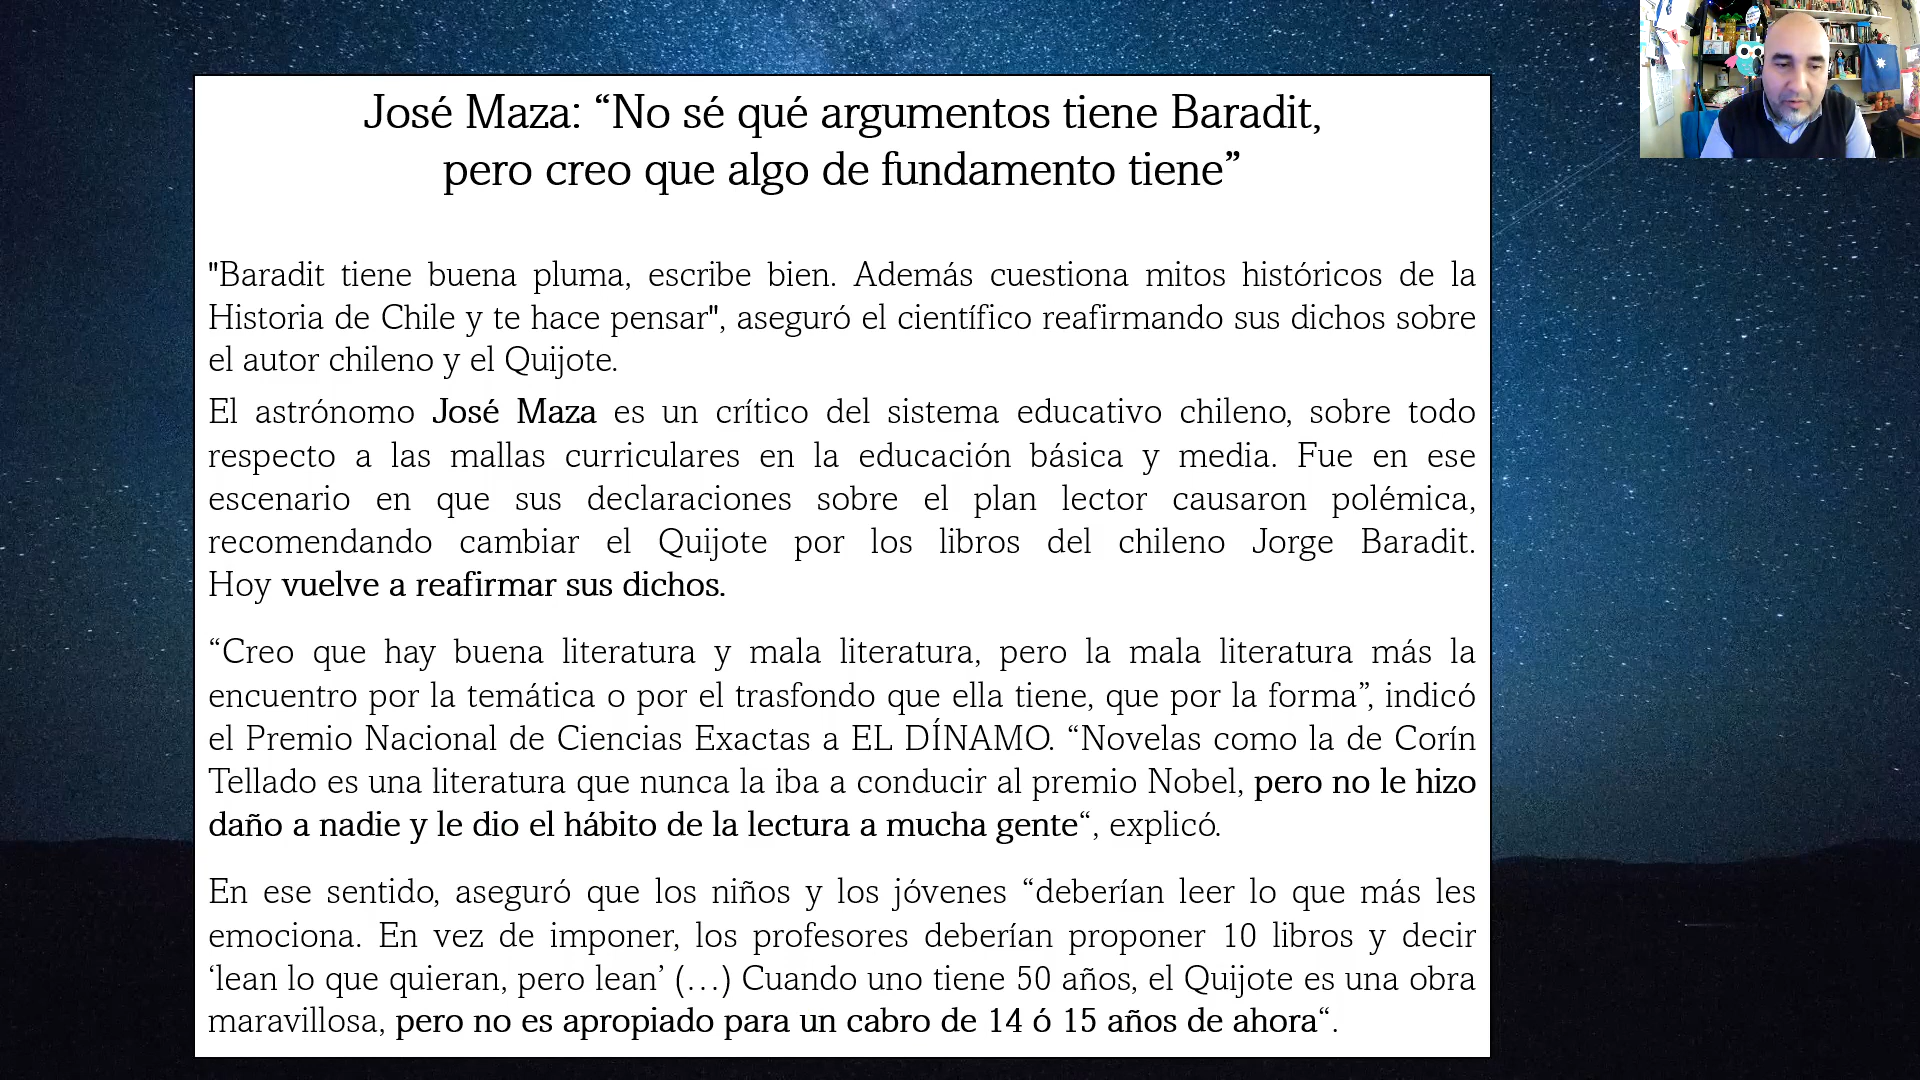 José Maza: “No sé qué argumentos tiene Baradit,
pero creo que algo de fundamento tiene”
"Baradit tiene buena pluma, escribe bien. Además cuestiona mitos históricos de la
Historia de Chile y te hace pensar", aseguró el científico reafirmando sus dichos sobre
el autor chileno y el Quijote.
El astrónomo José Maza es un crítico del sistema educativo chileno, sobre todo
respecto a las mallas curriculares en la educación básica y media. Fue en ese
escenario en que sus declaraciones sobre el plan lector causaron polémica,
recomendando cambiar el Quijote por los libros del chileno Jorge Baradit.
Hoy vuelve a reafirmar sus dichos.
“Creo que hay buena literatura y mala literatura, pero la mala literatura más la
encuentro por la temática o por el trasfondo que ella tiene, que por la forma”, indicó
el Premio Nacional de Ciencias Exactas a EL DÍNAMO. “Novelas como la de Corín
Tellado es una literatura que nunca la iba a conducir al premio Nobel, pero no le hizo
daño a nadie y le dio el hábito de la lectura a mucha gente“, explicó.
En ese sentido, aseguró que los niños y los jóvenes “deberían leer lo que más les
emociona. En vez de imponer, los profesores deberían proponer 10 libros y decir
‘lean lo que quieran, pero lean’ (…) Cuando uno tiene 50 años, el Quijote es una obra
maravillosa, pero no es apropiado para un cabro de 14 ó 15 años de ahora“.